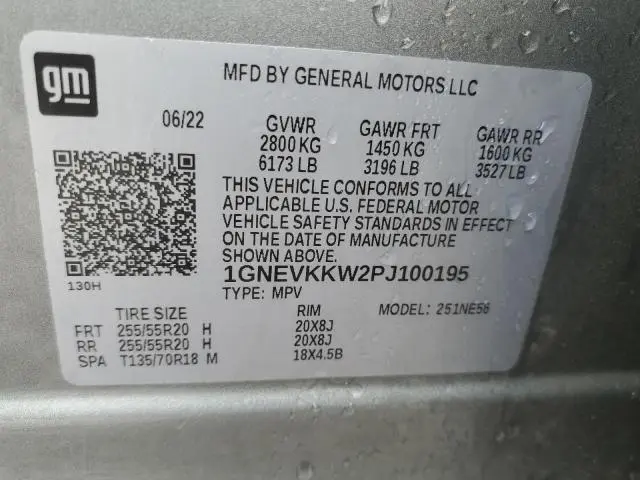 gm
MFD BY GENERAL MOTORS LLC
06/22 GVWR GAWR FRT GAWR RR
2800 KG 1450 KG 1600 KG
6173 LB 3196 LB 3527 LB
THIS VEHICLE CONFORMS TO ALL
APPLICABLE U.S. FEDERAL MOTOR
VEHICLE SAFETY STANDARDS IN EFFECT
ON THE DATE OF MANUFACTURE
SHOWN ABOVE.
1GNEVKKW2PJ100195
130H
TYPE: MPV MODEL: 251NE56
TIRE SIZE RIM
FRT 255/55R20 H 20X8J
RR 255/55R20 H 20X8J
SPA T135/70R18 M 18X4.5B